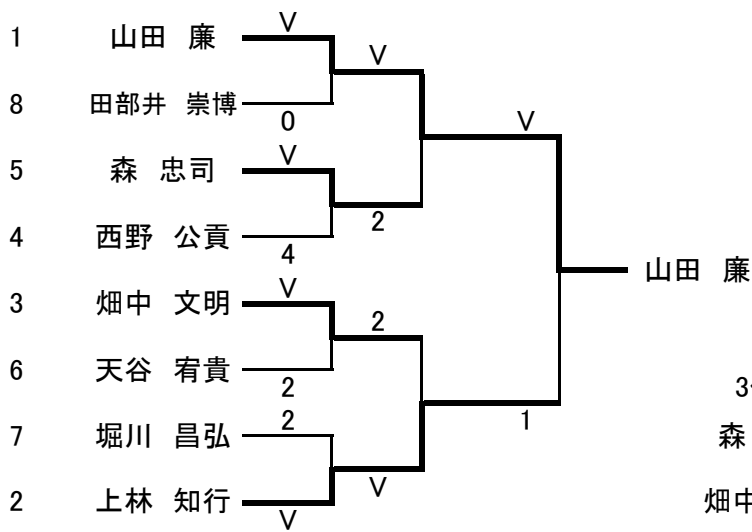 V
1 山田 廉
V
8 田部井 崇博
0
V
V
5 森 忠司
2
4 西野 公貢
4
山田 廉
V
3 畑中 文明
2
6 天谷 宥貴
2
3
2
1
7 堀川 昌弘
森
V
2 上林 知行
畑中
V